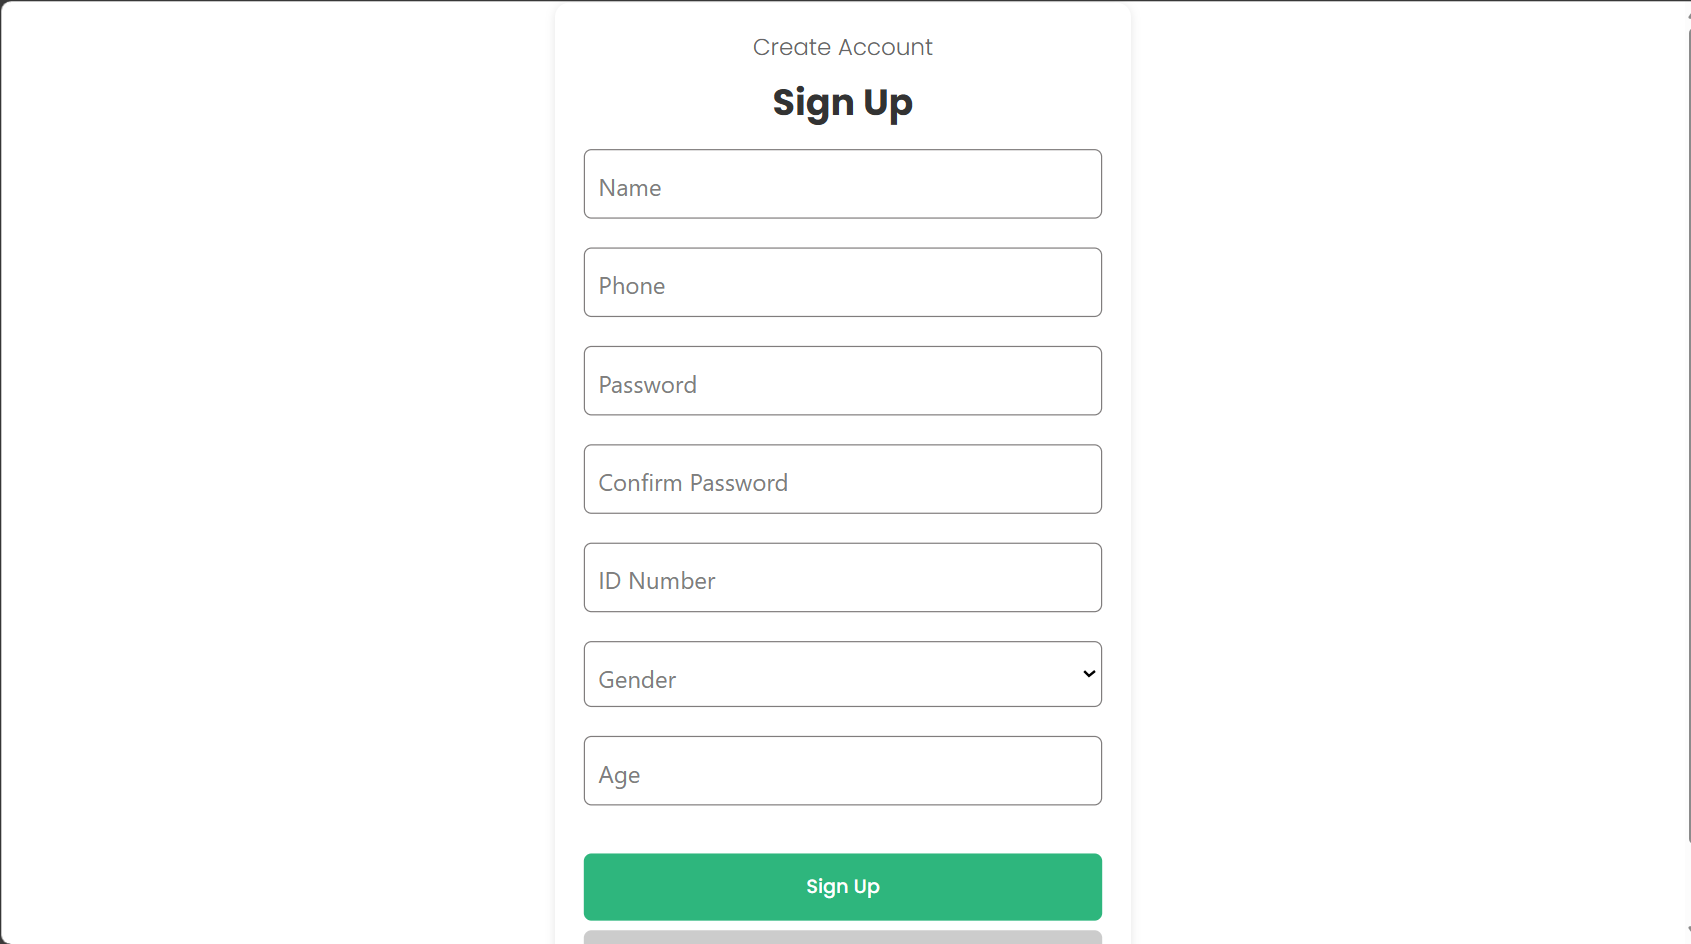 Create Account
Sign Up
Name
Phone
Password
Confirm Password
ID Number
Gender
Age
Sign Up